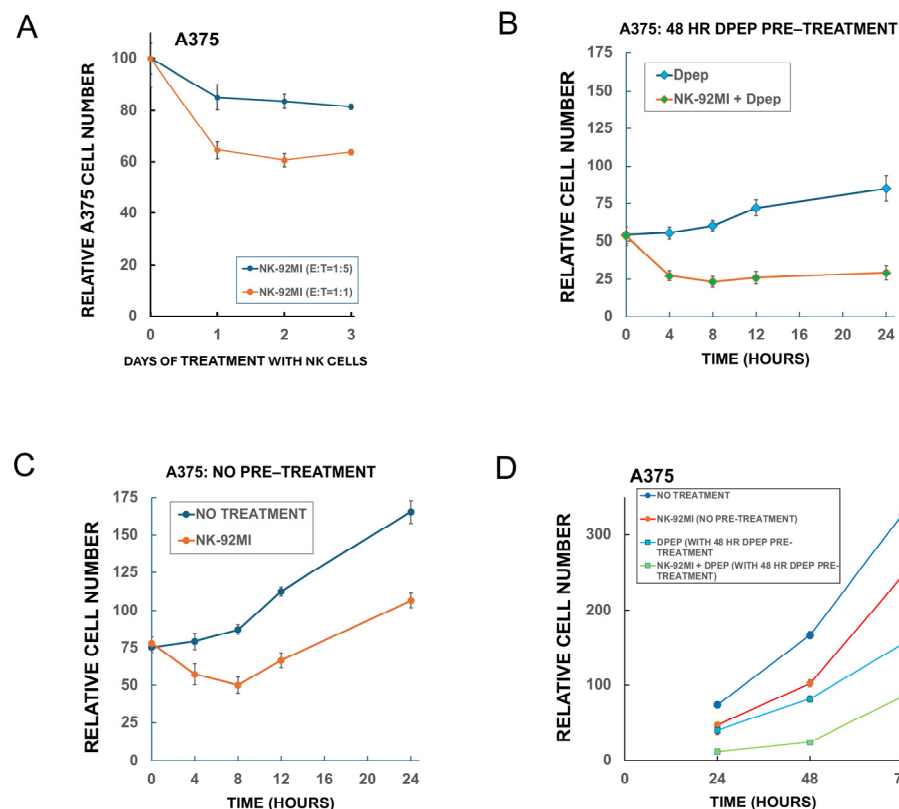 A
A375
RELATIVE A375 CELL NUMBER
100
80
60
40
20
0
NK-92MI (E:T=1:5)
NK-92MI (E:T=1:1)
0 1 2 3
DAYS OF TREATMENT WITH NK CELLS
B
A375: 48 HR DPEP PRE–TREATMENT
RELATIVE CELL NUMBER
175
150
125
100
75
50
25
0
Dpep
NK-92MI + Dpep
0 4 8 12 16 20 24
TIME (HOURS)
C
A375: NO PRE–TREATMENT
RELATIVE CELL NUMBER
175
150
125
100
75
50
25
0
NO TREATMENT
NK-92MI
0 4 8 12 16 20 24
TIME (HOURS)
D
A375
RELATIVE CELL NUMBER
300
200
100
0
NO TREATMENT
NK-92MI (NO PRE-TREATMENT)
DPEP (WITH 48 HR DPEP PRE-
TREATMENT
NK-92MI + DPEP (WITH 48 HR DPEP PRE-
TREATMENT)
0 24 48
TIME (HOURS)